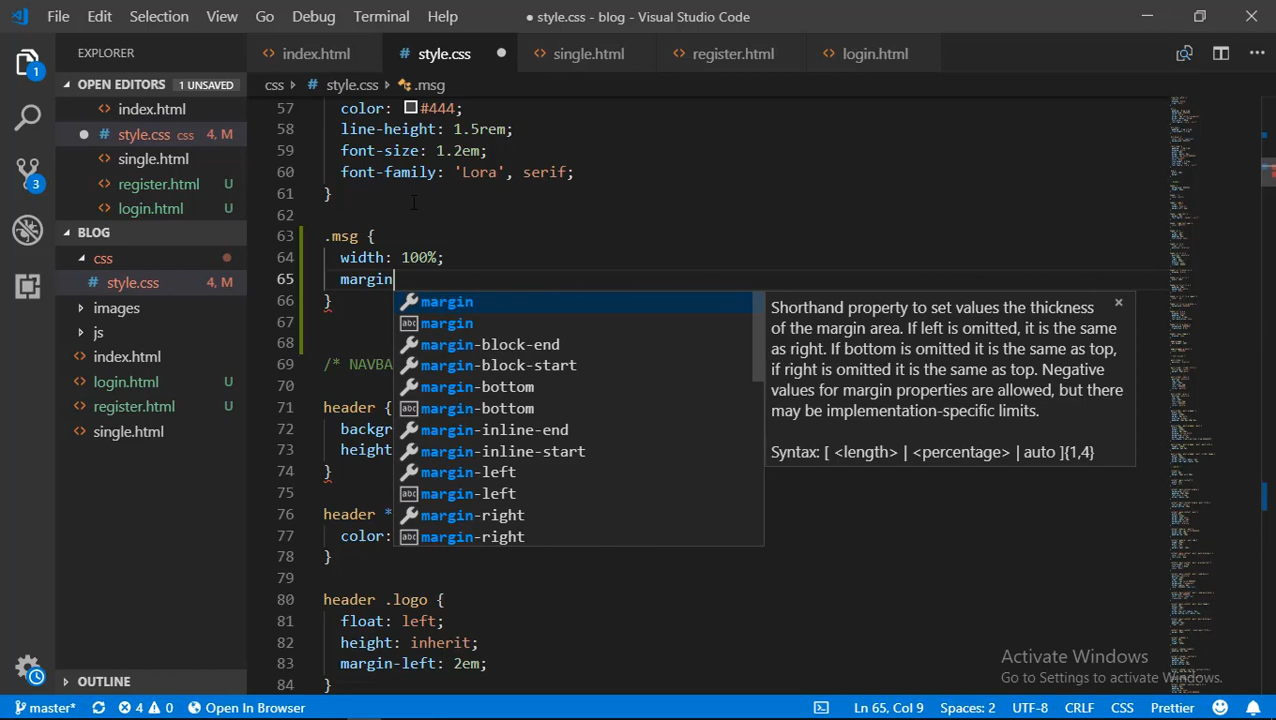 File Edit Selection View Go Debug Terminal Help ● style.css - blog - Visual Studio Code
EXPLORER
index.html
# style.css
single.html
register.html
login.html
OPEN EDITORS 1 UNSAVED
css > # style.css > .msg
index.html
# style.css css 4, M
single.html
register.html U
login.html U
BLOG
css
# style.css 4, M
images
js
index.html
login.html U
register.html U
single.html
OUTLINE
1
3
57 color: #444;
58 line-height: 1.5rem;
59 font-size: 1.2em;
60 font-family: 'Lora', serif;
61 }
62
63 .msg {
64 width: 100%;
65 margin
66 }
67
68
69 /* NAVBA
70
71 header {
72 backgr
73 height
74 }
75
76 header *
77 color:
78 }
79
80 header .logo {
81 float: left;
82 height: inherit;
83 margin-left: 2em;
84 }
margin
margin
margin-block-end
margin-block-start
margin-bottom
margin-bottom
margin-inline-end
margin-inline-start
margin-left
margin-left
margin-right
margin-right
Shorthand property to set values the thickness
of the margin area. If left is omitted, it is the same
as right. If bottom is omitted it is the same as top,
if right is omitted it is the same as top. Negative
values for margin properties are allowed, but there
may be implementation-specific limits.
Syntax: [ <length> | <percentage> | auto ]{1,4}
Activate Windows
Go to Settings to activate Windows.
master* 4 0 Open In Browser Ln 65, Col 9 Spaces: 2 UTF-8 CRLF CSS Prettier